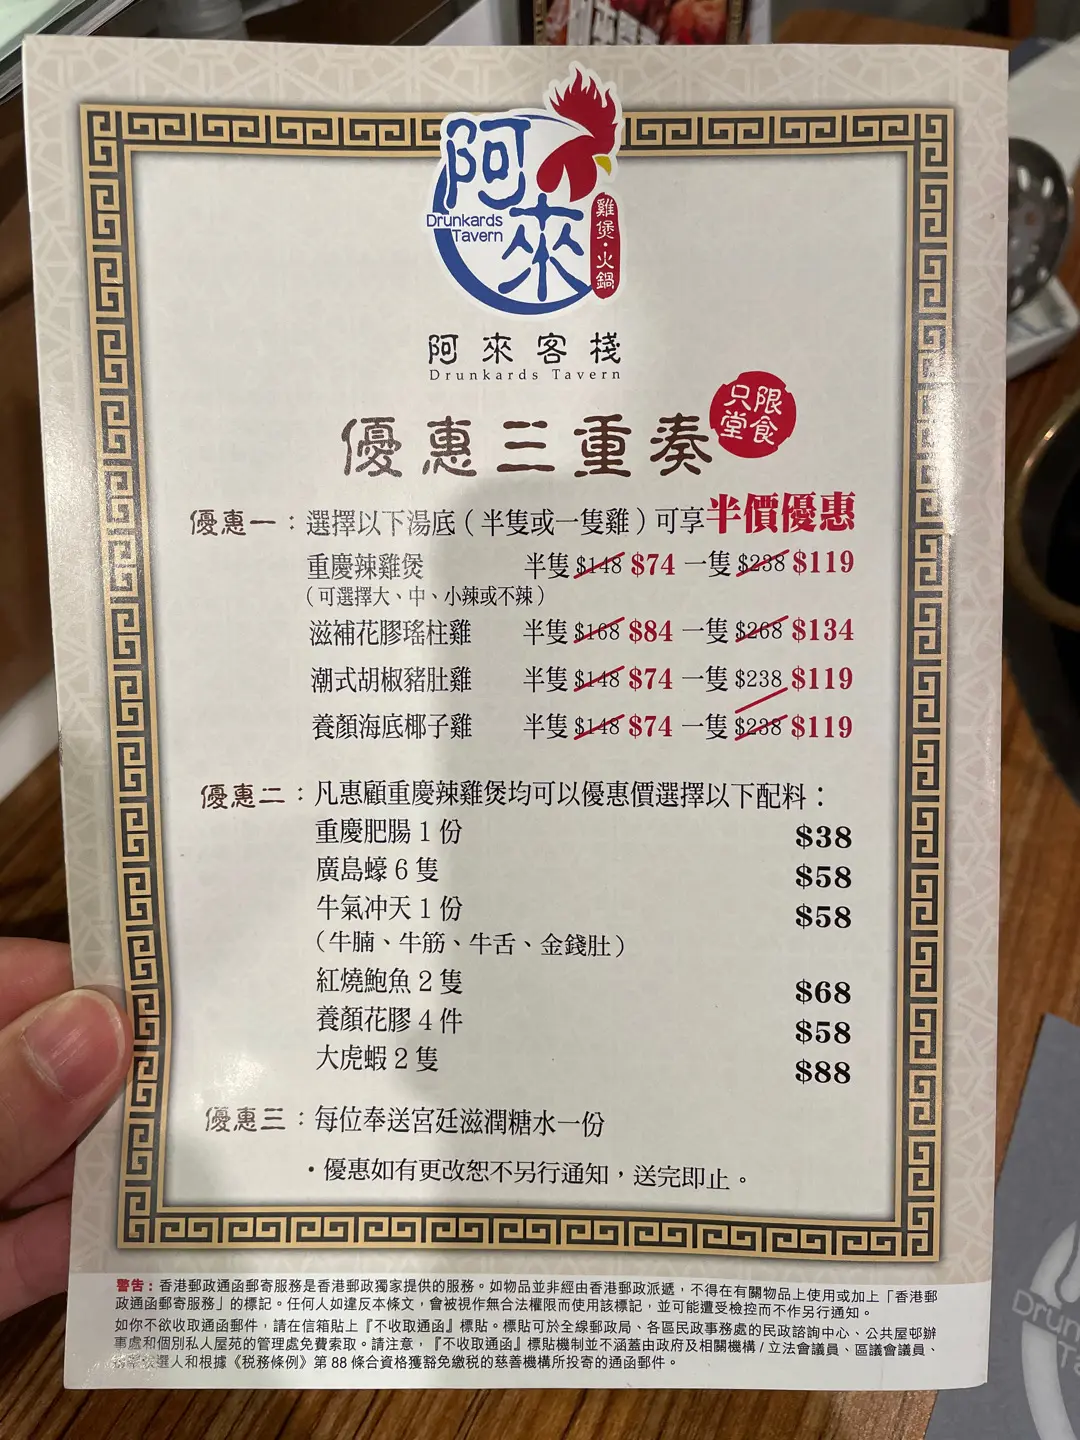 阿來
Drunkards
Tavern
雞煲·火鍋
阿來客棧
Drunkards Tavern
優惠三重奏
只限堂食
優惠一：選擇以下湯底（半隻或一隻雞）可享半價優惠
重慶辣雞煲 半隻 $148 $74 一隻 $238 $119
（可選擇大、中、小辣或不辣）
滋補花膠瑤柱雞 半隻 $168 $84 一隻 $268 $134
潮式胡椒豬肚雞 半隻 $148 $74 一隻 $238 $119
養顏海底椰子雞 半隻 $148 $74 一隻 $238 $119
優惠二：凡惠顧重慶辣雞煲均可以優惠價選擇以下配料：
重慶肥腸 1 份 $38
廣島蠔 6 隻 $58
牛氣冲天 1 份 $58
（牛腩、牛筋、牛舌、金錢肚）
紅燒鮑魚 2 隻 $68
養顏花膠 4 件 $58
大虎蝦 2 隻 $88
優惠三：每位奉送宮廷滋潤糖水一份
·優惠如有更改恕不另行通知，送完即止。
警告：香港郵政通函郵寄服務是香港郵政獨家提供的服務。如物品並非經由香港郵政派遞，不得在有關物品上使用或加上「香港郵
政通函郵寄服務」的標記。任何人如違反本條文，會被視作無合法權限而使用該標記，並可能遭受檢控而不作另行通知。
如你不欲收取通函郵件，請在信箱貼上『不收取通函』標貼。標貼可於全線郵政局、各區民政事務處的民政諮詢中心、公共屋邨辦
事處和個別私人屋苑的管理處免費索取。請注意，『不收取通函』標貼機制並不涵蓋由政府及相關機構 / 立法會議員、區議會議員、
選人和根據《稅務條例》第 88 條合資格獲豁免繳稅的慈善機構所投寄的通函郵件。